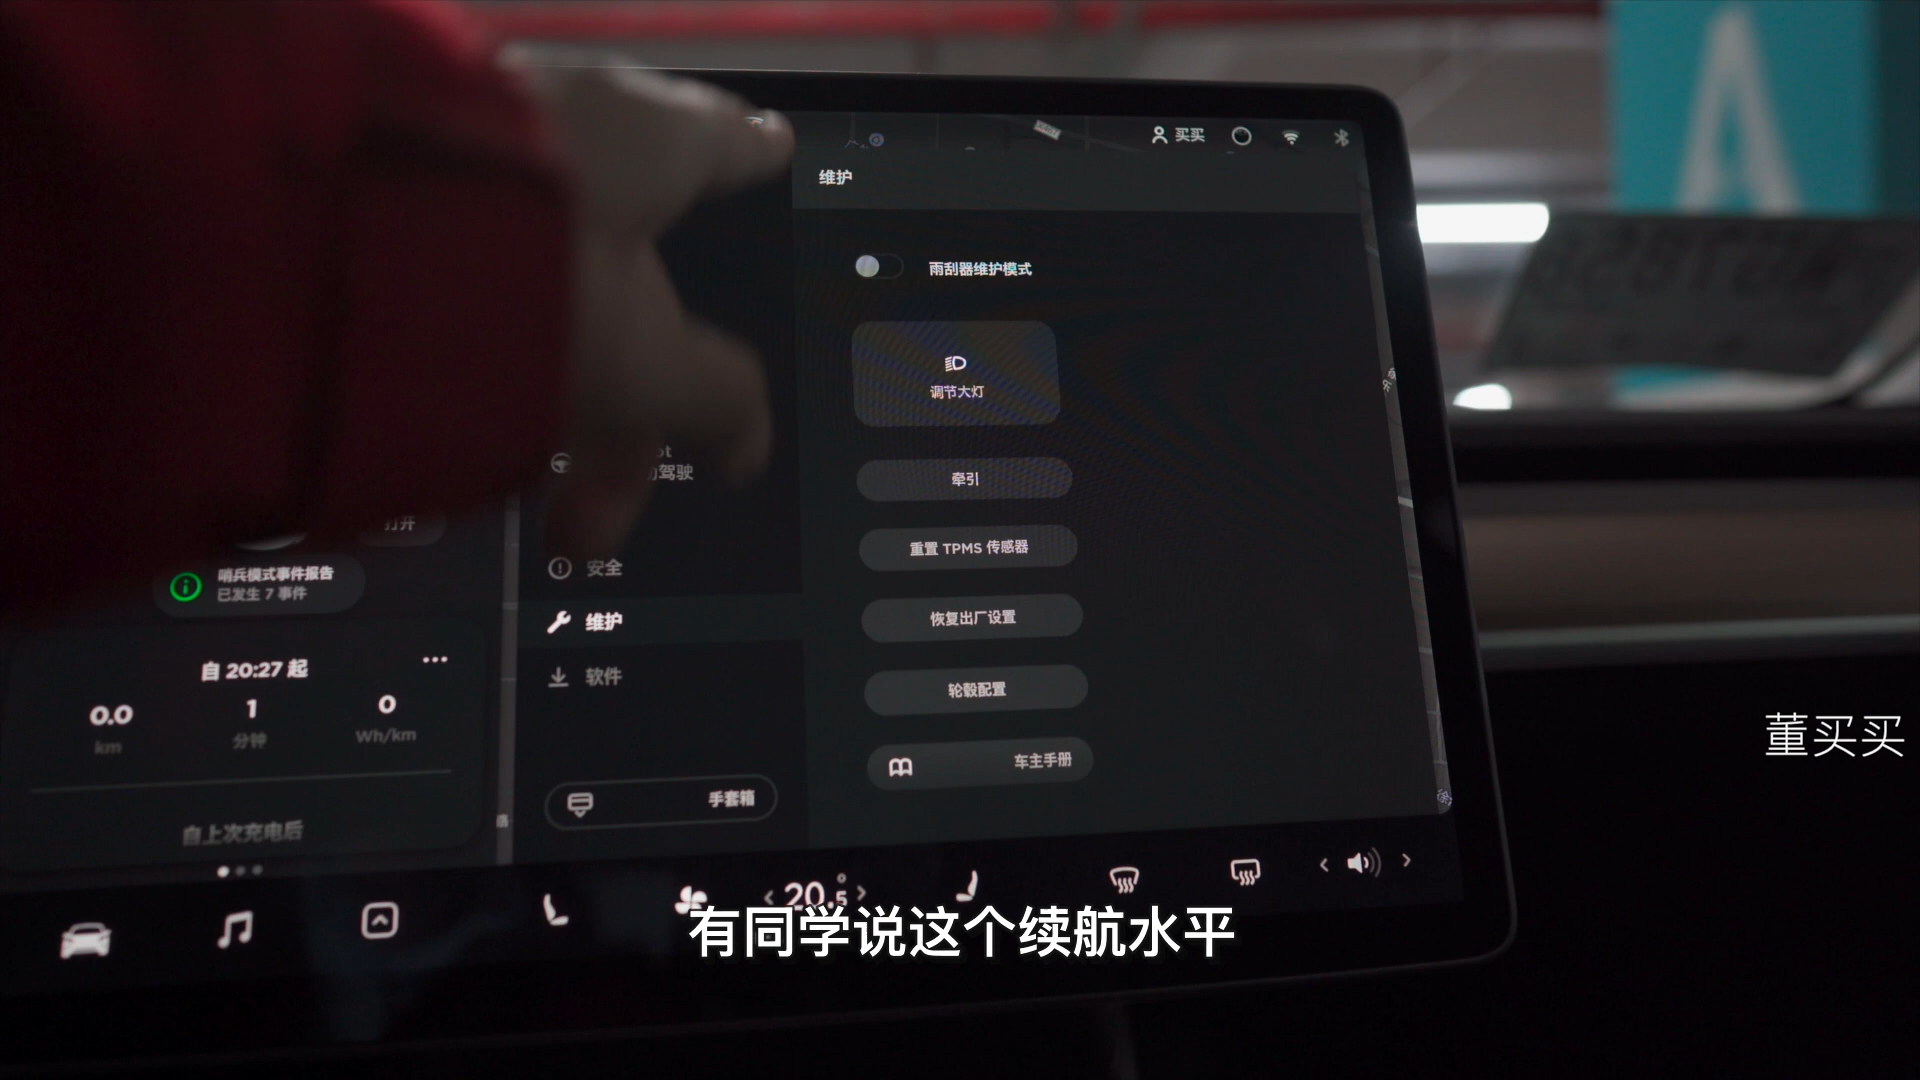 A
买买
维护
雨刮器维护模式
调节大灯
牵引
重置 TPMS 传感器
恢复出厂设置
轮毂配置
车主手册
动驾驶
安全
维护
软件
手套箱
打开
哨兵模式事件报告
已发生 7 事件
自 20:27 起
0.0
1
0
km
分钟
Wh/km
自上次充电后
20.5°
董买买
有同学说这个续航水平